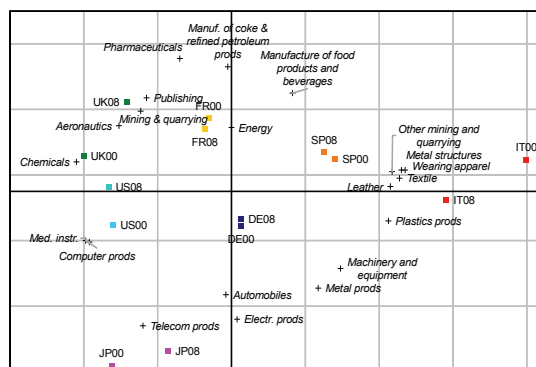 Manuf. of coke &
refined petroleum
prods
Pharmaceuticals
Manufacture of food
products and
beverages
Publishing
UK08
FR00
Mining & quarrying
Aeronautics
Energy
FR08
Other mining and
quarrying
SP08
Metal structures
IT00
UK00
SP00
Chemicals
Wearing apparel
Textile
US08
Leather
IT08
DE08
Plastics prods
US00
DE00
Med. instr.
Computer prods
Machinery and
equipment
Metal prods
Automobiles
Electr. prods
Telecom prods
JP08
JP00